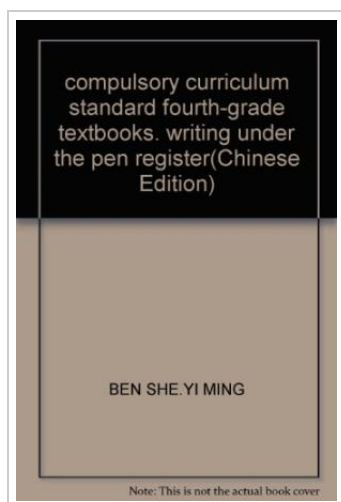 compulsory curriculum
standard fourth-grade
textbooks. writing under
the pen register(Chinese
Edition)
BEN SHE.YI MING
Note: This is not the actual book cover